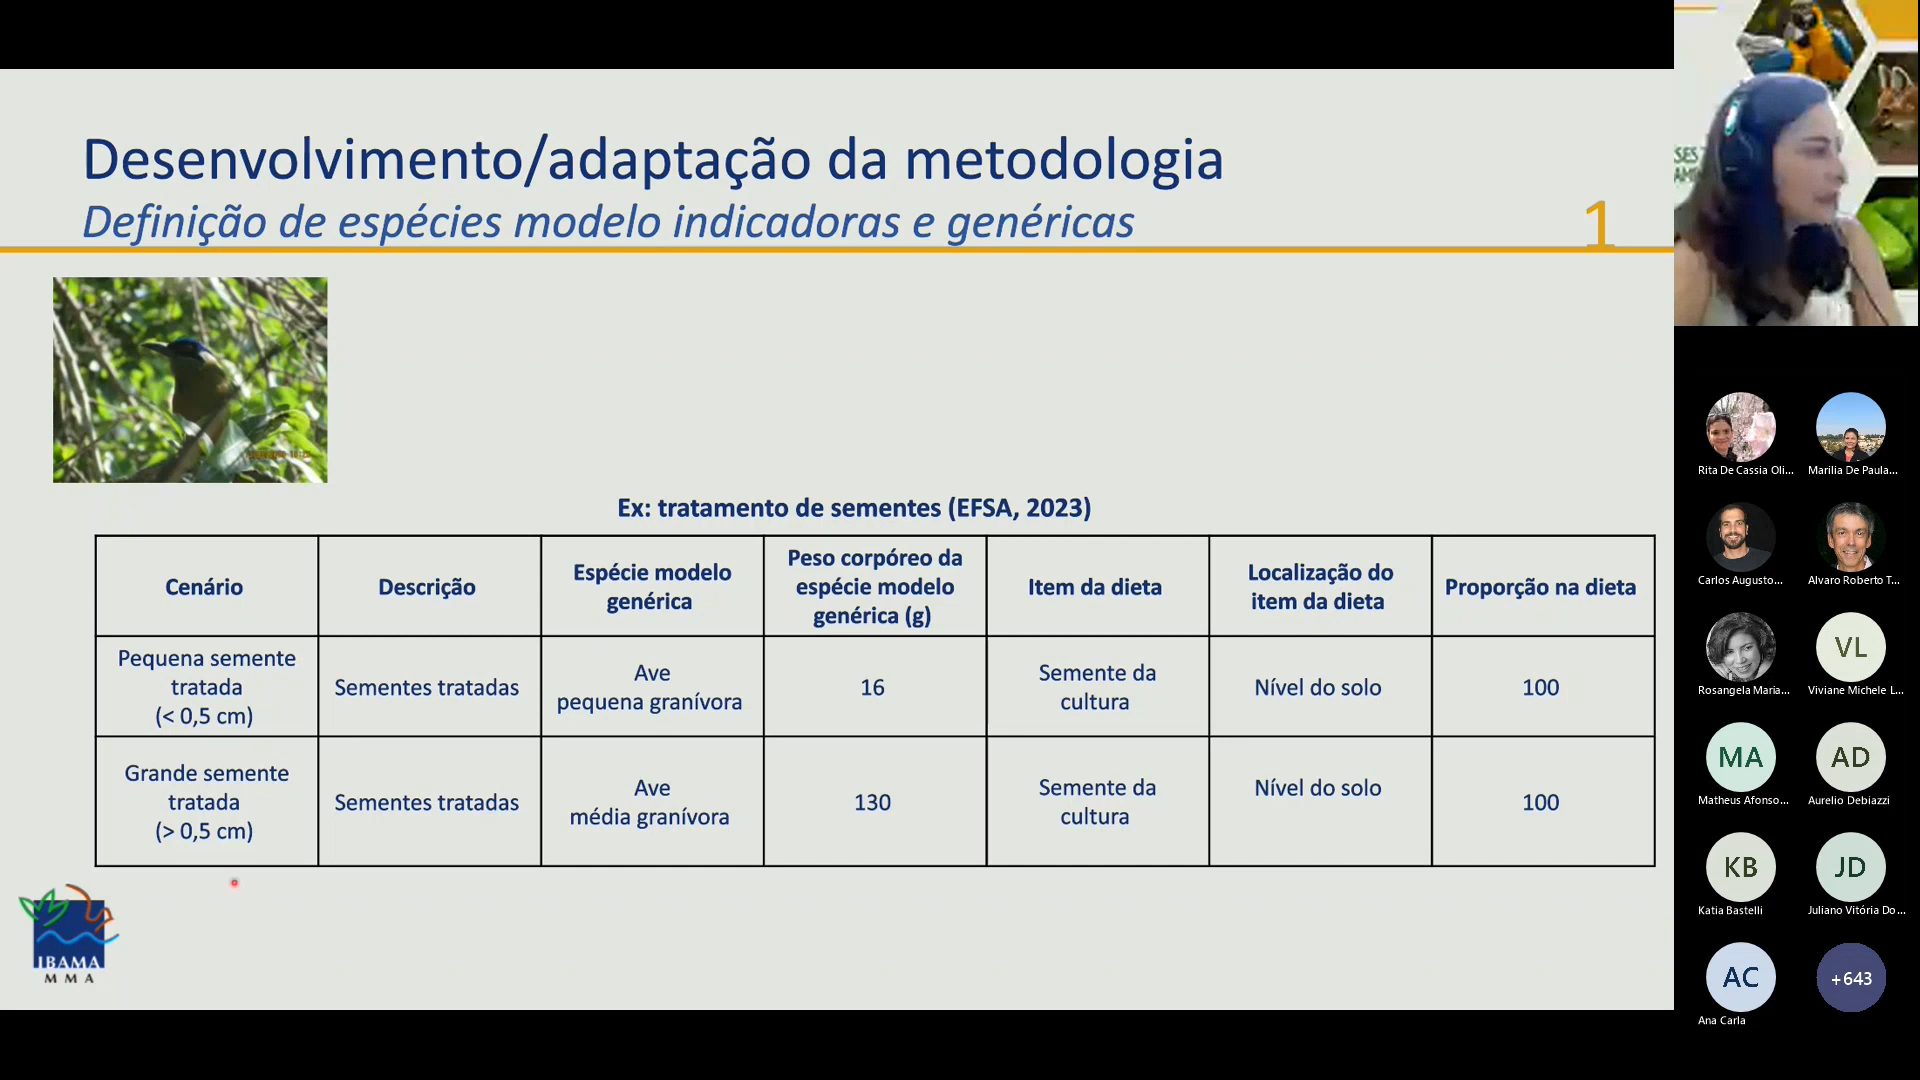 Desenvolvimento/adaptação da metodologia
Definição de espécies modelo indicadoras e genéricas
1
Ex: tratamento de sementes (EFSA, 2023)
Cenário
Descrição
Espécie modelo
genérica
Peso corpóreo da
espécie modelo
genérica (g)
Item da dieta
Localização do
item da dieta
Proporção na dieta
Pequena semente
tratada
(< 0,5 cm)
Sementes tratadas
Ave
pequena granívora
16
Semente da
cultura
Nível do solo
100
Grande semente
tratada
(> 0,5 cm)
Sementes tratadas
Ave
média granívora
130
Semente da
cultura
Nível do solo
100
IBAMA
M M A
Rita De Cassia Oli...
Marilia De Paula...
Carlos Augusto...
Alvaro Roberto T...
Rosangela Maria...
VL
Viviane Michele L...
MA
Matheus Afonso...
AD
Aurelio Debiazzi
KB
Katia Bastelli
JD
Juliano Vitória Do...
AC
Ana Carla
+643